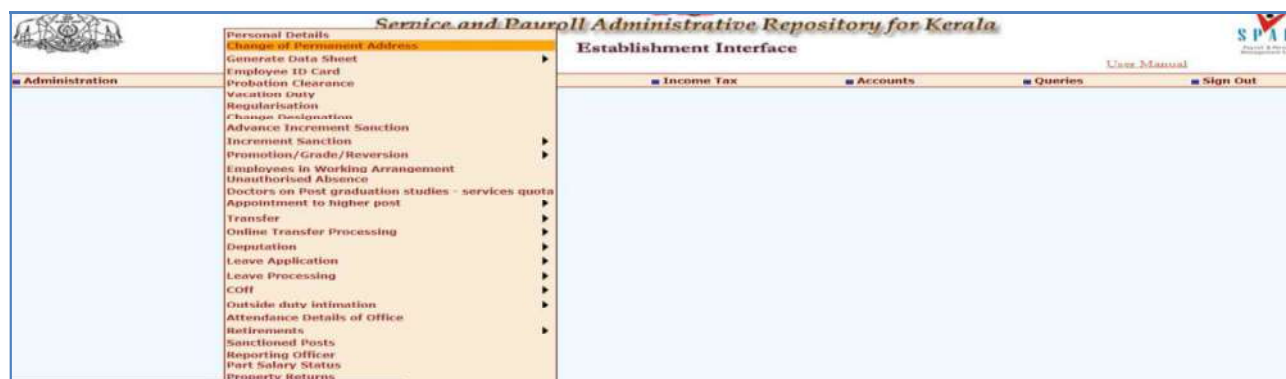 Service and Payroll Administrative Repository for Kerala
Establishment Interface
SPA
User Manual
Administration
Income Tax
Accounts
Queries
Sign Out
Personal Details
Change of Permanent Address
Generate Data Sheet
Employee ID Card
Probation Clearance
Vacation Duty
Regularisation
Change Designation
Advance Increment Sanction
Increment Sanction
Promotion/Grade/Reversion
Employees in Working Arrangement
Unauthorised Absence
Doctors on Post graduation studies - services quota
Appointment to higher post
Transfer
Online Transfer Processing
Deputation
Leave Application
Leave Processing
COff
Outside duty intimation
Attendance Details of Office
Retirements
Sanctioned Posts
Reporting Officer
Part Salary Status
Property Returns